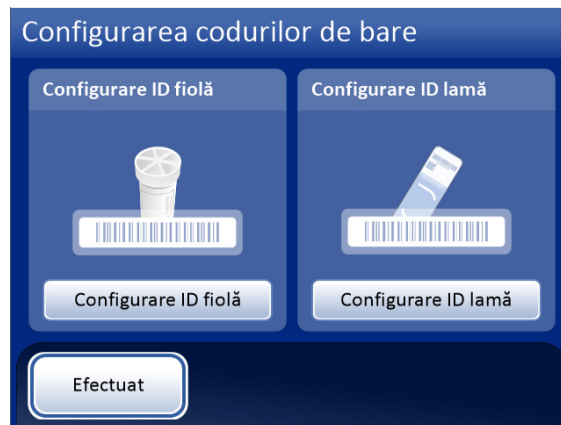 Configurarea codurilor de bare
Configurare ID fiolă
Configurare ID lamă
Configurare ID fiolă
Configurare ID lamă
Efectuat